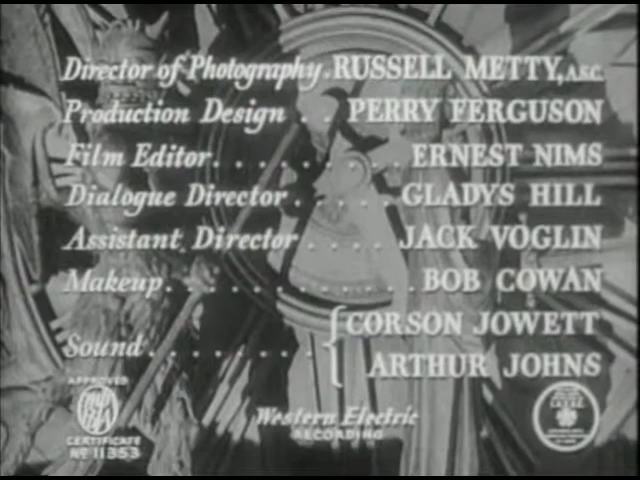 Director of Photography. RUSSELL METTY, A.S.C.
Production Design . . PERRY FERGUSON
Film Editor. . . . . . . . . ERNEST NIMS
Dialogue Director. . . . . GLADYS HILL
Assistant Director . . . . JACK VOGLIN
Makeup. . . . . . . . . . . . BOB COWAN
Sound. . . . . . . . CORSON JOWETT
ARTHUR JOHNS
APPROVED
CERTIFICATE
No 11353
Western Electric
RECORDING